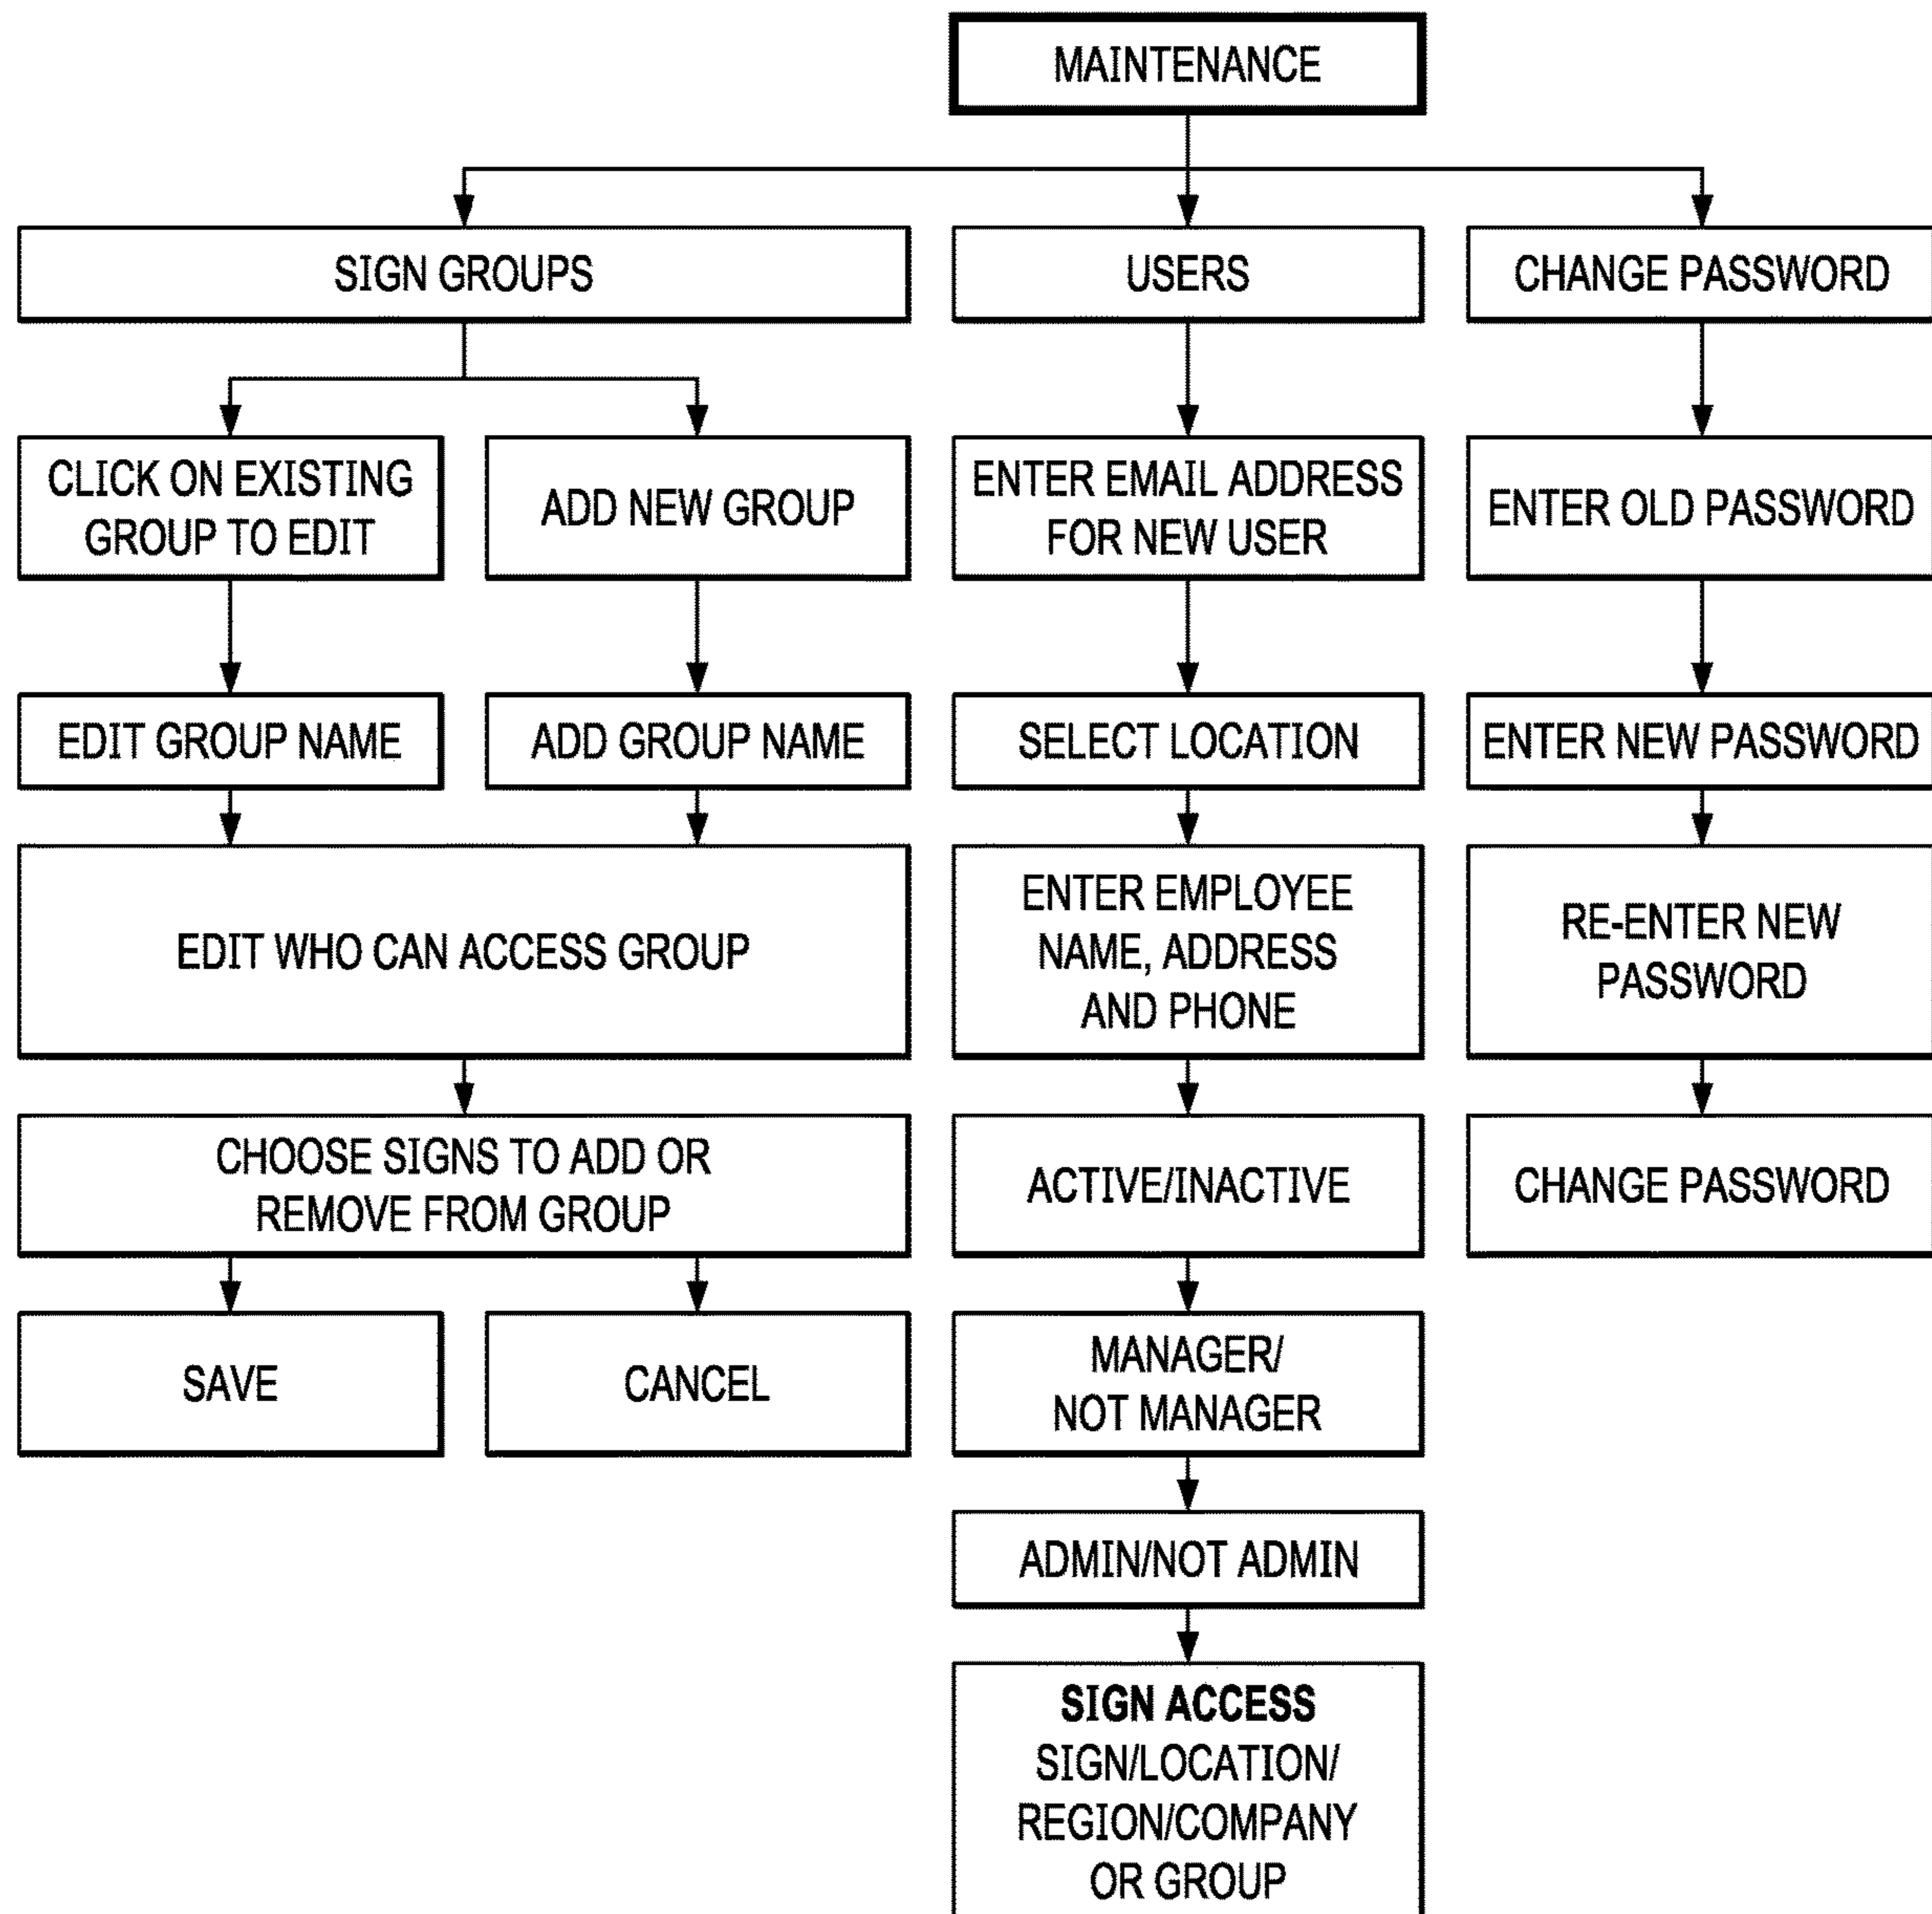 MAINTENANCE
SIGN GROUPS
USERS
CHANGE PASSWORD
CLICK ON EXISTING
GROUP TO EDIT
ADD NEW GROUP
ENTER EMAIL ADDRESS
FOR NEW USER
ENTER OLD PASSWORD
EDIT GROUP NAME
ADD GROUP NAME
SELECT LOCATION
ENTER NEW PASSWORD
EDIT WHO CAN ACCESS GROUP
ENTER EMPLOYEE
NAME, ADDRESS
AND PHONE
RE-ENTER NEW
PASSWORD
CHOOSE SIGNS TO ADD OR
REMOVE FROM GROUP
ACTIVE/INACTIVE
CHANGE PASSWORD
SAVE
CANCEL
MANAGER/
NOT MANAGER
ADMIN/NOT ADMIN
SIGN ACCESS
SIGN/LOCATION/
REGION/COMPANY
OR GROUP